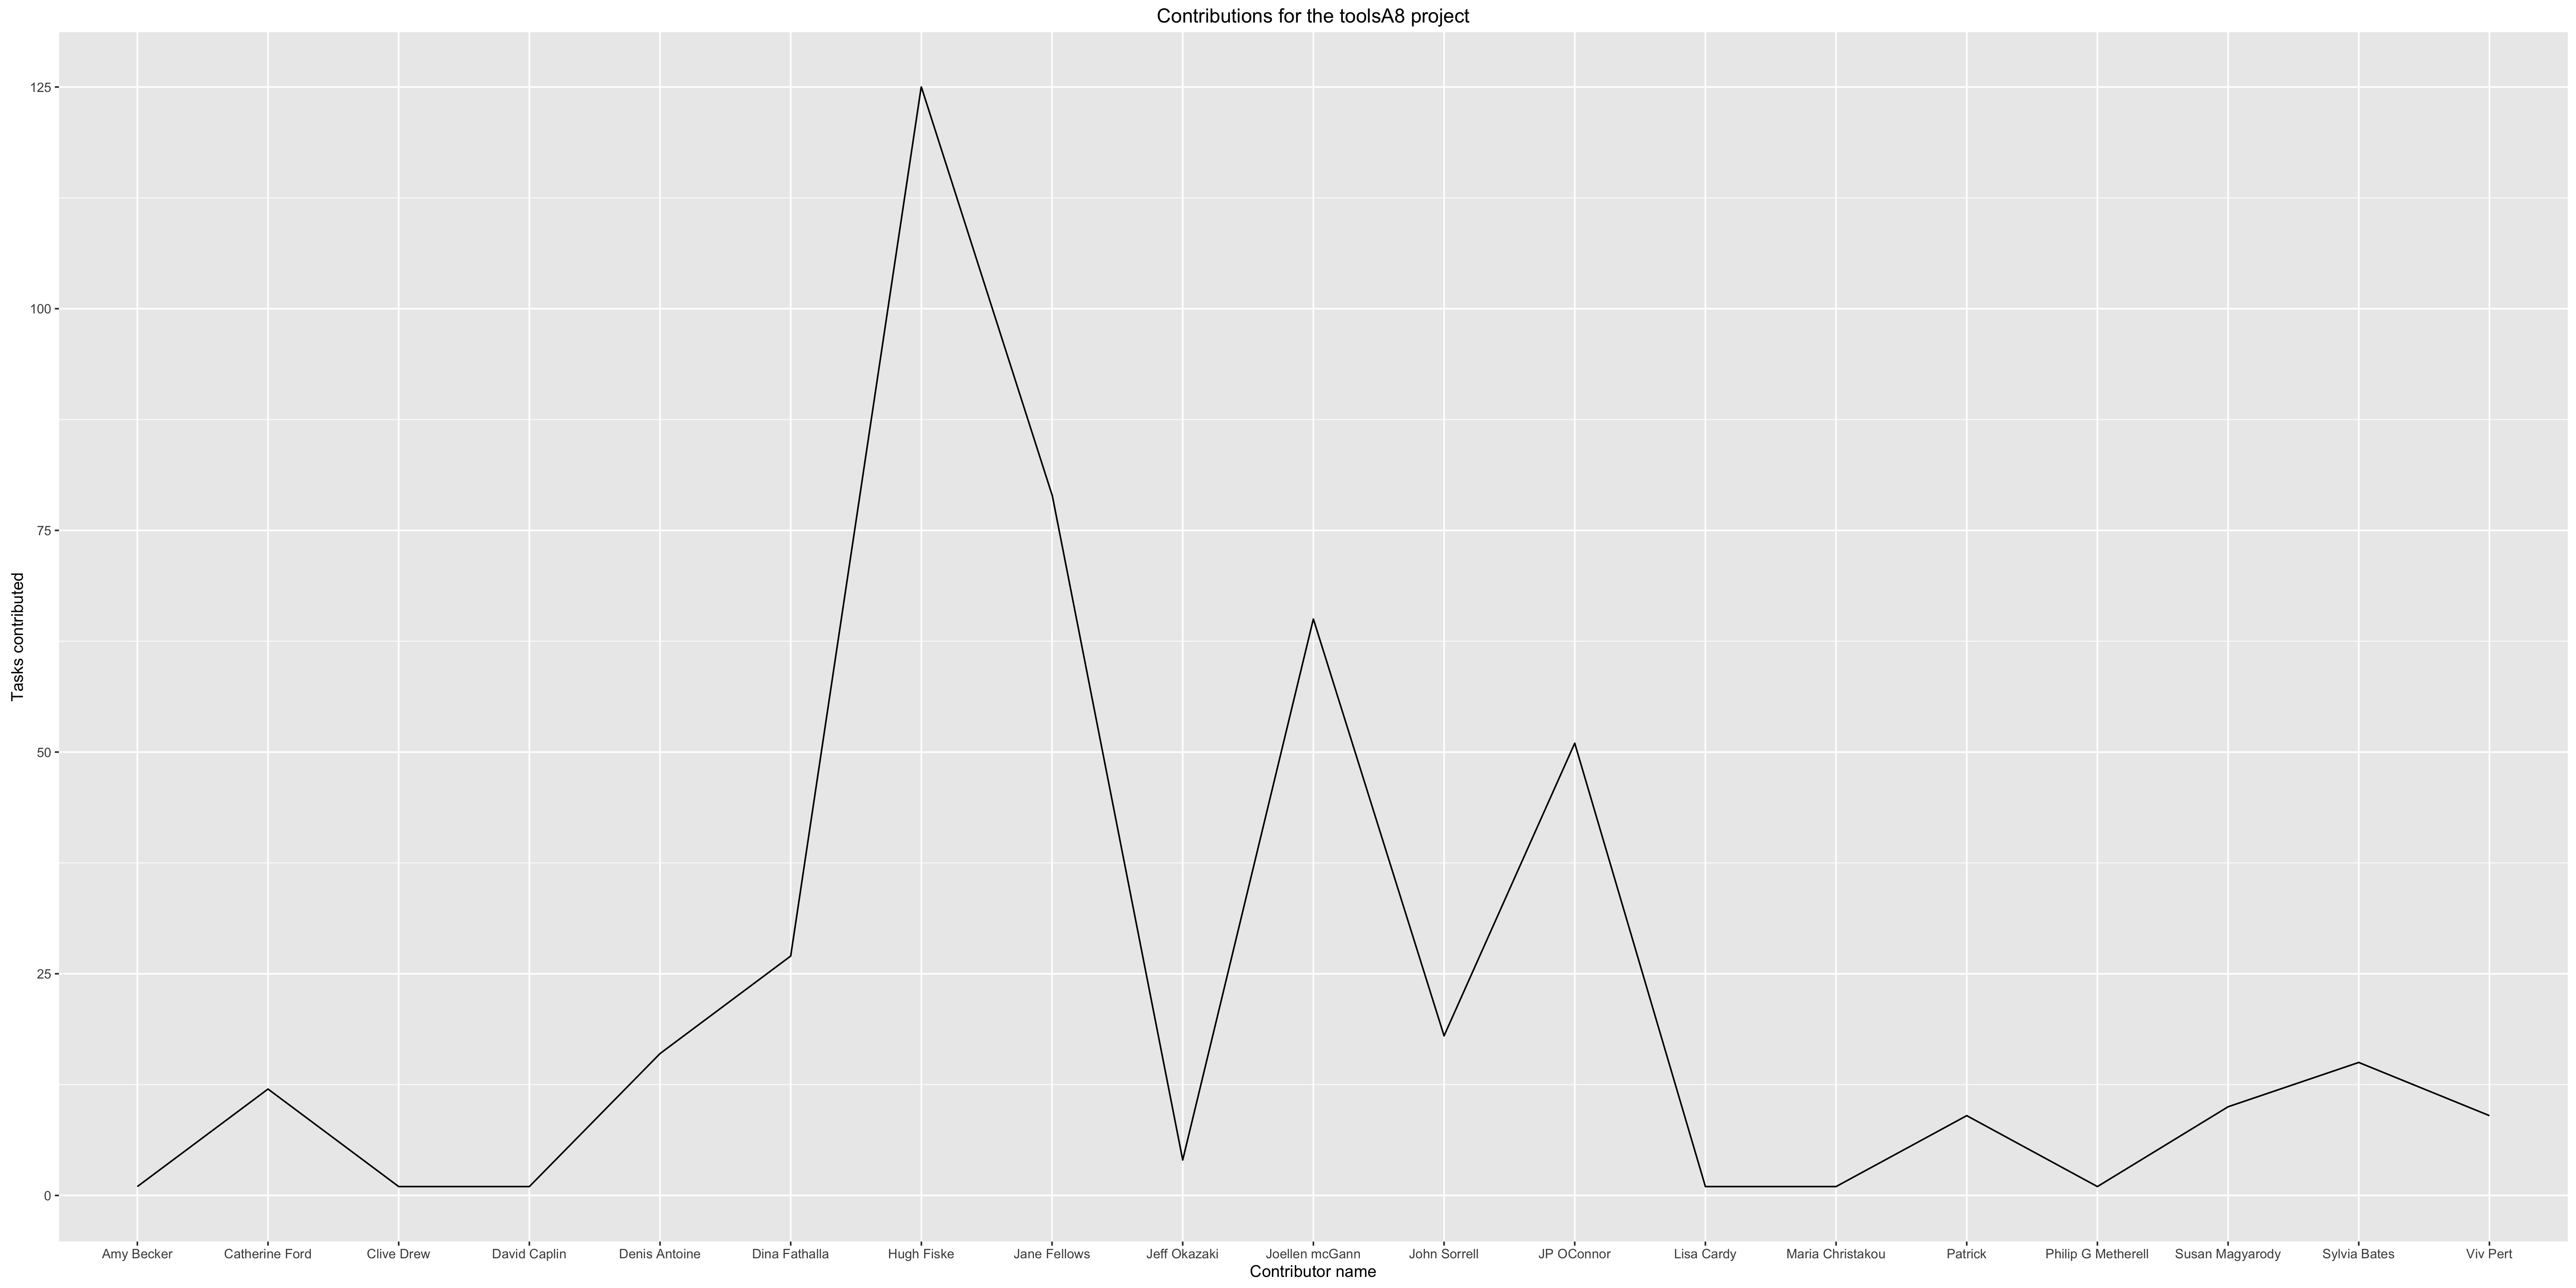 Contributions for the toolsA8 project
Tasks contributed
125
100
75
50
25
0
Amy Becker Catherine Ford Clive Drew David Caplin Denis Antoine Dina Fathalla Hugh Fiske Jane Fellows Jeff Okazaki Joellen mcGann John Sorrell JP OConnor Lisa Cardy Maria Christakou Patrick Philip G Metherell Susan Magyarody Sylvia Bates Viv Pert
Contributor name